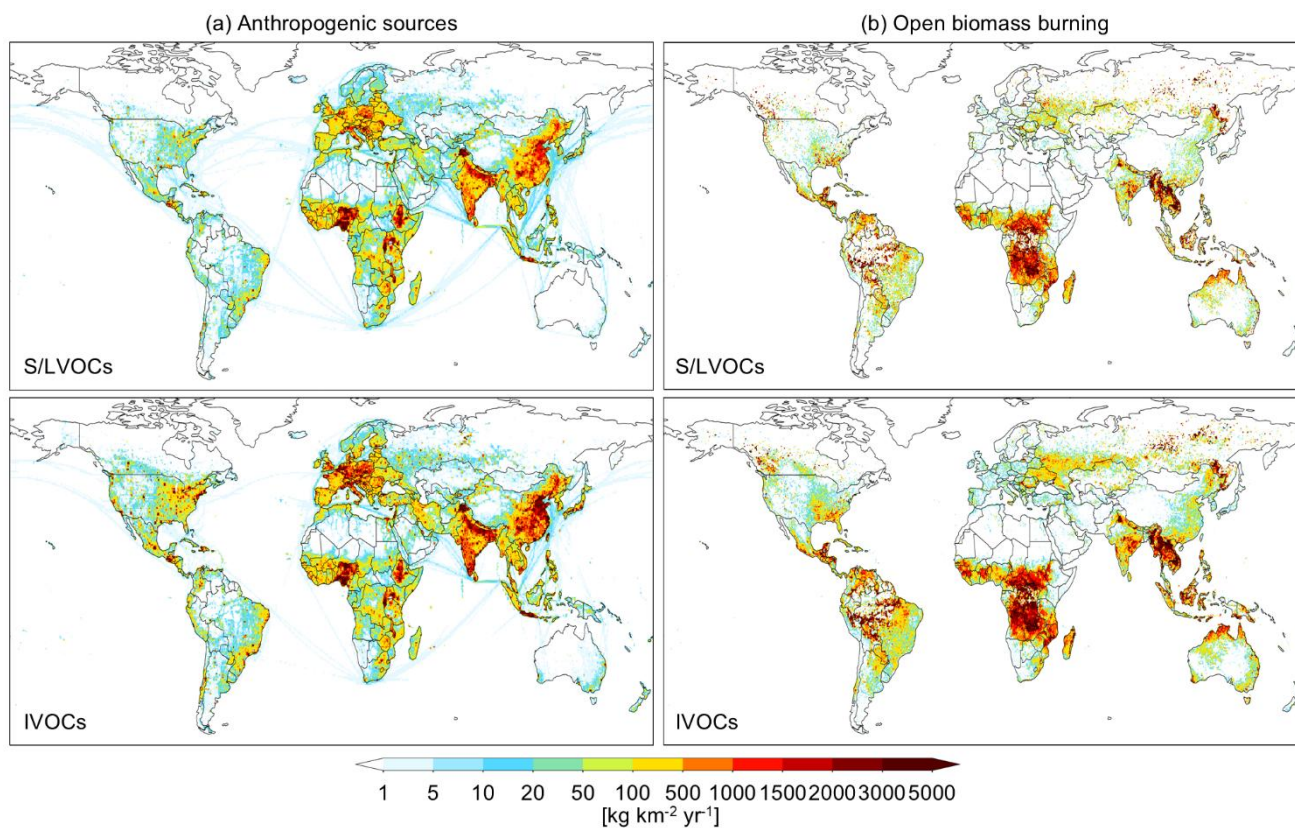 (a) Anthropogenic sources
(b) Open biomass burning
S/LVOCs
S/LVOCs
IVOCs
IVOCs
1 5 10 20 50 100 500 1000 1500 2000 3000 5000
[kg km⁻² yr⁻¹]